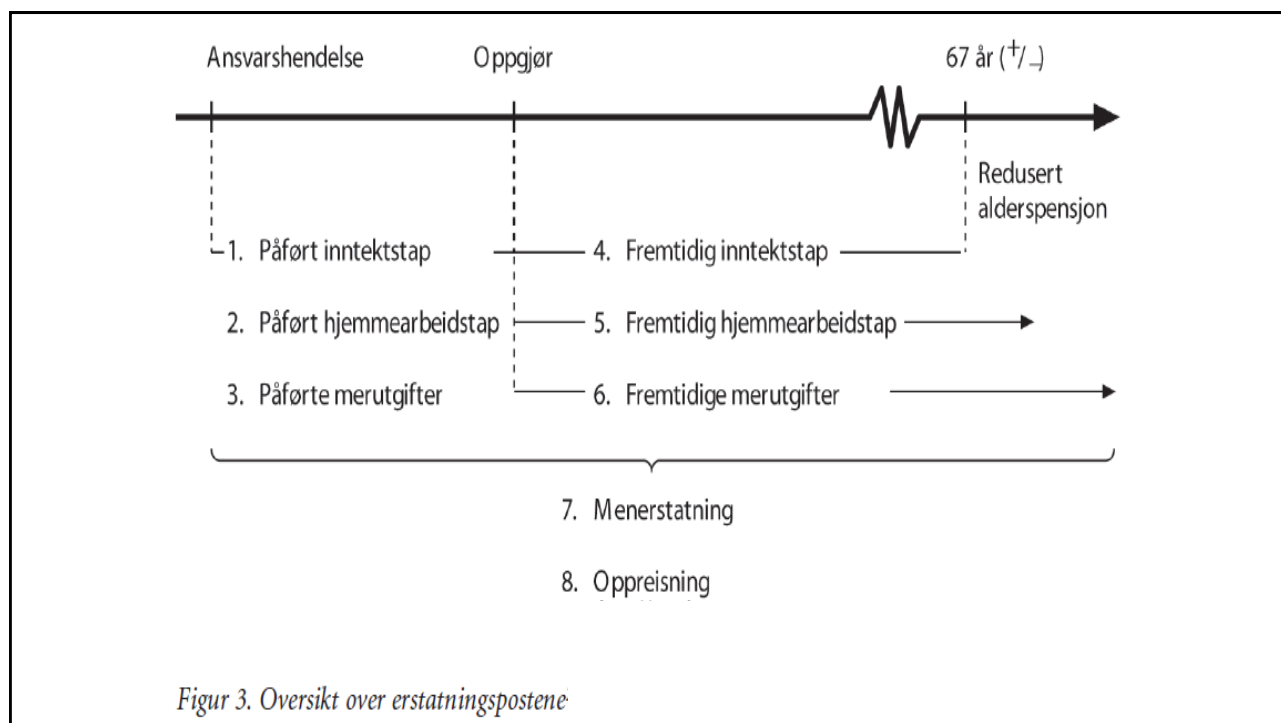 Ansvarshendelse Oppgjør 67 år (+/–)
Redusert
alderspensjon
1. Påført inntektstap 4. Fremtidig inntektstap
2. Påført hjemmearbeidstap 5. Fremtidig hjemmearbeidstap
3. Påførte merutgifter 6. Fremtidige merutgifter
7. Menerstatning
8. Oppreisning
Figur 3. Oversikt over erstatningspostene